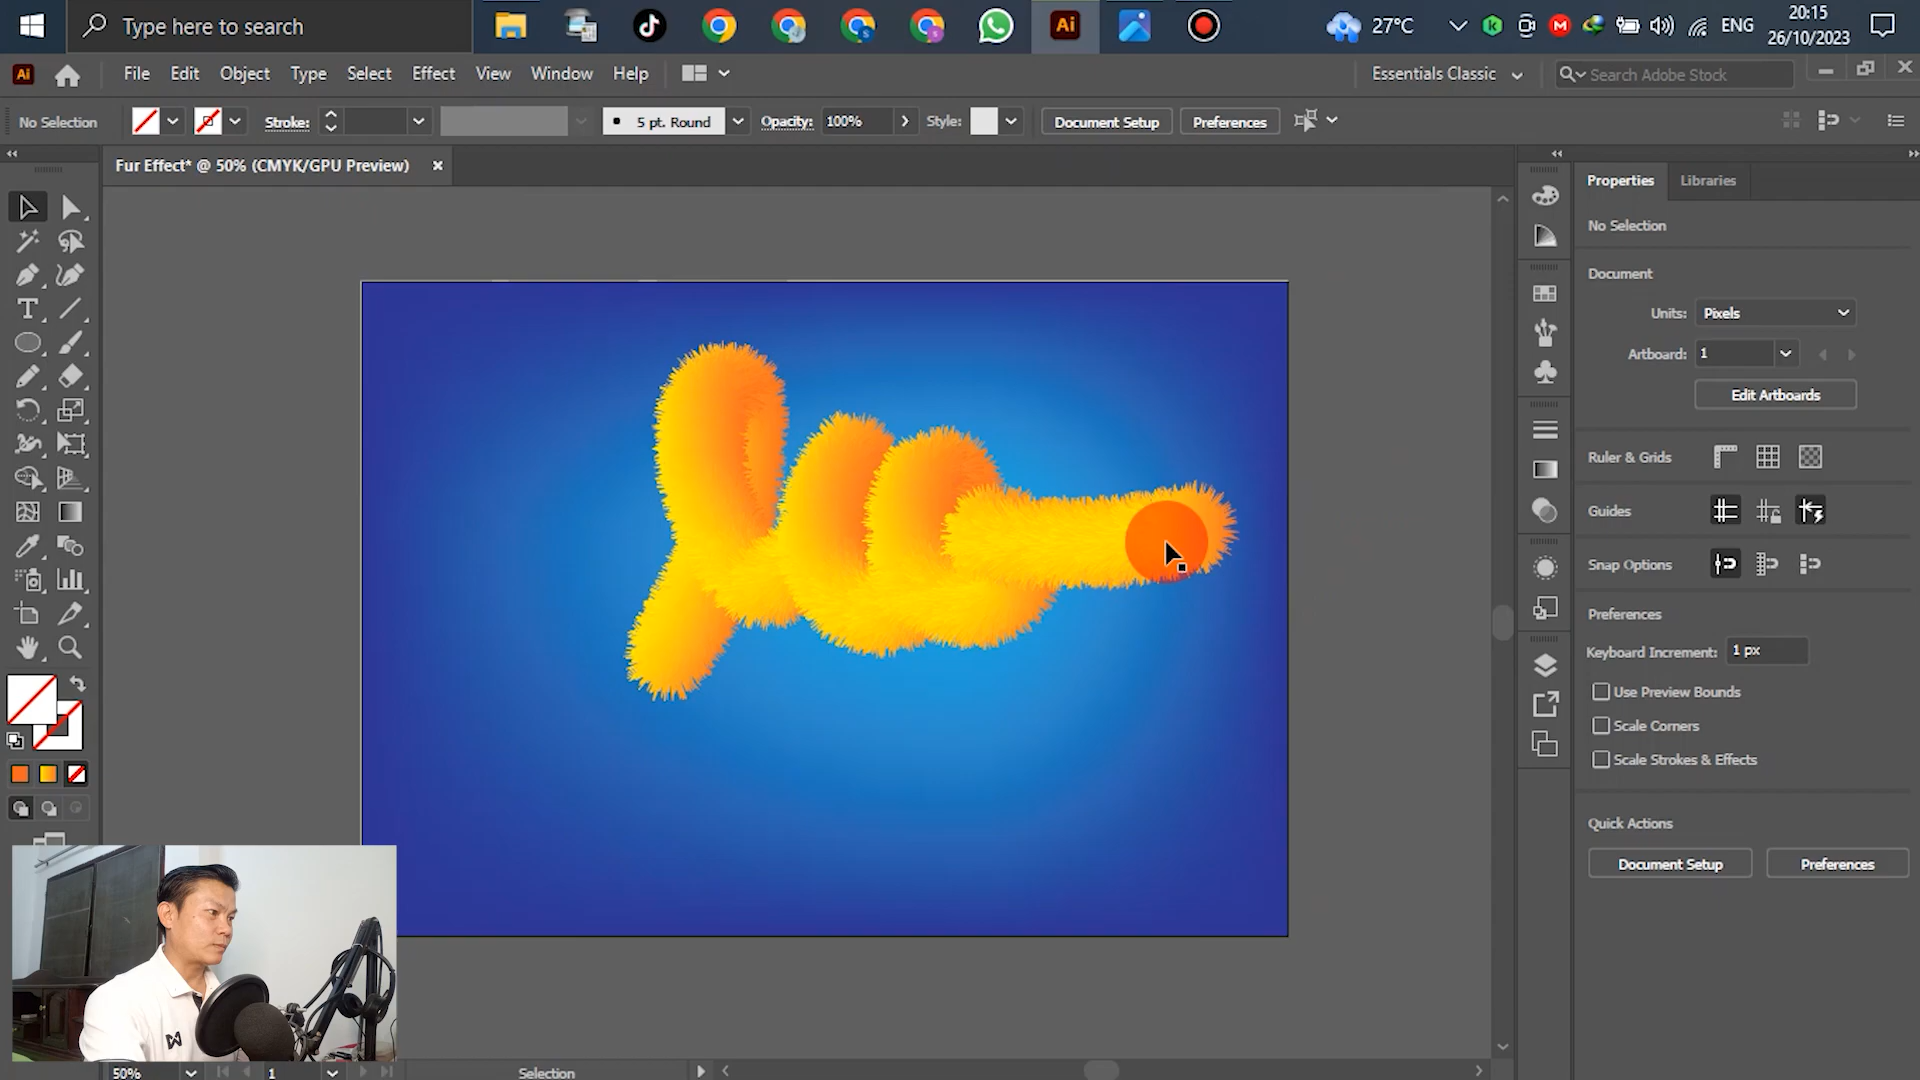 Type here to search
27°C
ENG
20:15
26/10/2023
Ai
File
Edit
Object
Type
Select
Effect
View
Window
Help
Essentials Classic
Search Adobe Stock
No Selection
Stroke:
5 pt. Round
Opacity:
100%
Style:
Document Setup
Preferences
Fur Effect* @ 50% (CMYK/GPU Preview)
Properties
Libraries
No Selection
Document
Units:
Pixels
Artboard:
1
Edit Artboards
Ruler & Grids
Guides
Snap Options
Preferences
Keyboard Increment:
1 px
Use Preview Bounds
Scale Corners
Scale Strokes & Effects
Quick Actions
Document Setup
Preferences
50%
1
Selection